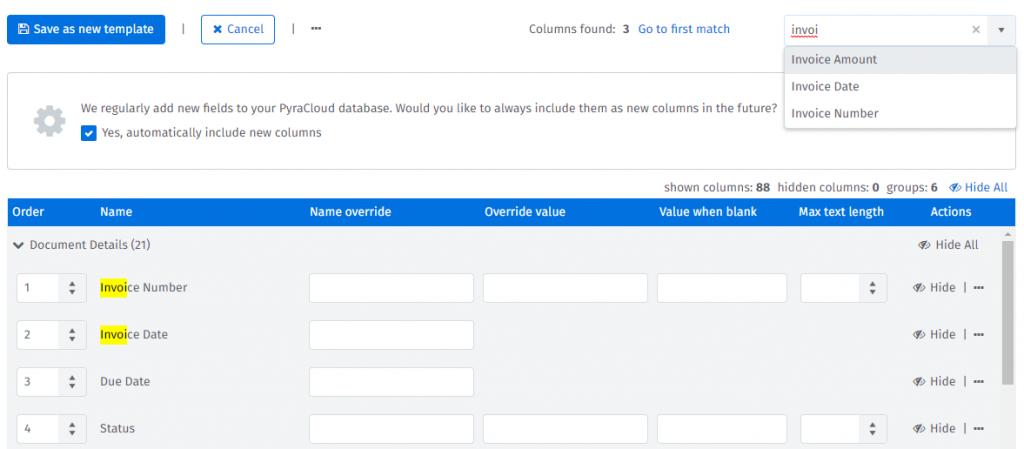 Save as new template | Cancel | ... Columns found: 3 Go to first match invoi
Invoice Amount
Invoice Date
Invoice Number
We regularly add new fields to your PyraCloud database. Would you like to always include them as new columns in the future?
Yes, automatically include new columns
shown columns: 88 hidden columns: 0 groups: 6 Hide All
Order Name Name override Override value Value when blank Max text length Actions
Document Details (21) Hide All
1 Invoice Number Hide | ...
2 Invoice Date Hide | ...
3 Due Date Hide | ...
4 Status Hide | ...